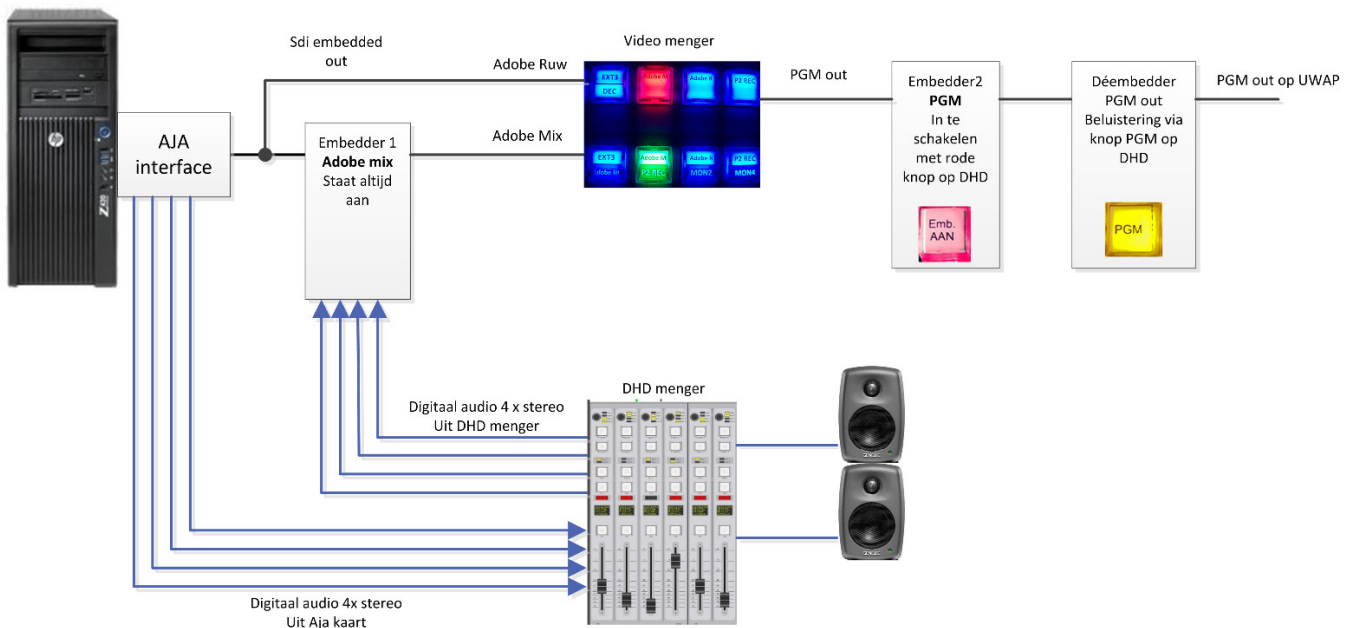 Sdi embedded
out
Adobe Ruw
Video menger
PGM out
PGM out op UWAP
AJA
interface
Embedder 1
Adobe mix
Staat altijd
aan
Adobe Mix
EXT3
DEC
Adobe M
Adobe R
P2 REC
EXT3
Adobe In
Adobe M
P2 REC
Adobe R
MON2
P2 REC
MON4
Embedder2
PGM
In te
schakelen
met rode
knop op DHD
Emb.
AAN
Déembedder
PGM out
Beluistering via
knop PGM op
DHD
PGM
hp
Z420
DHD menger
Digitaal audio 4 x stereo
Uit DHD menger
Digitaal audio 4x stereo
Uit Aja kaart